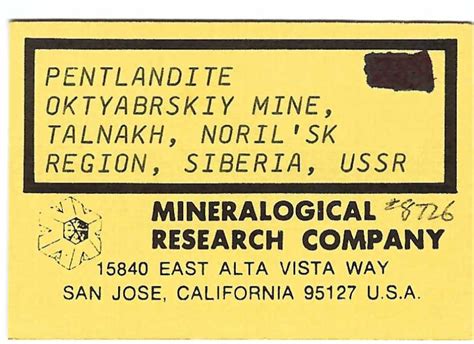 PENTLANDITE
OKTYABRSKIY MINE,
TALNAKH, NORIL'SK
REGION, SIBERIA, USSR
#8726
MINERALOGICAL
RESEARCH COMPANY
15840 EAST ALTA VISTA WAY
SAN JOSE, CALIFORNIA 95127 U.S.A.